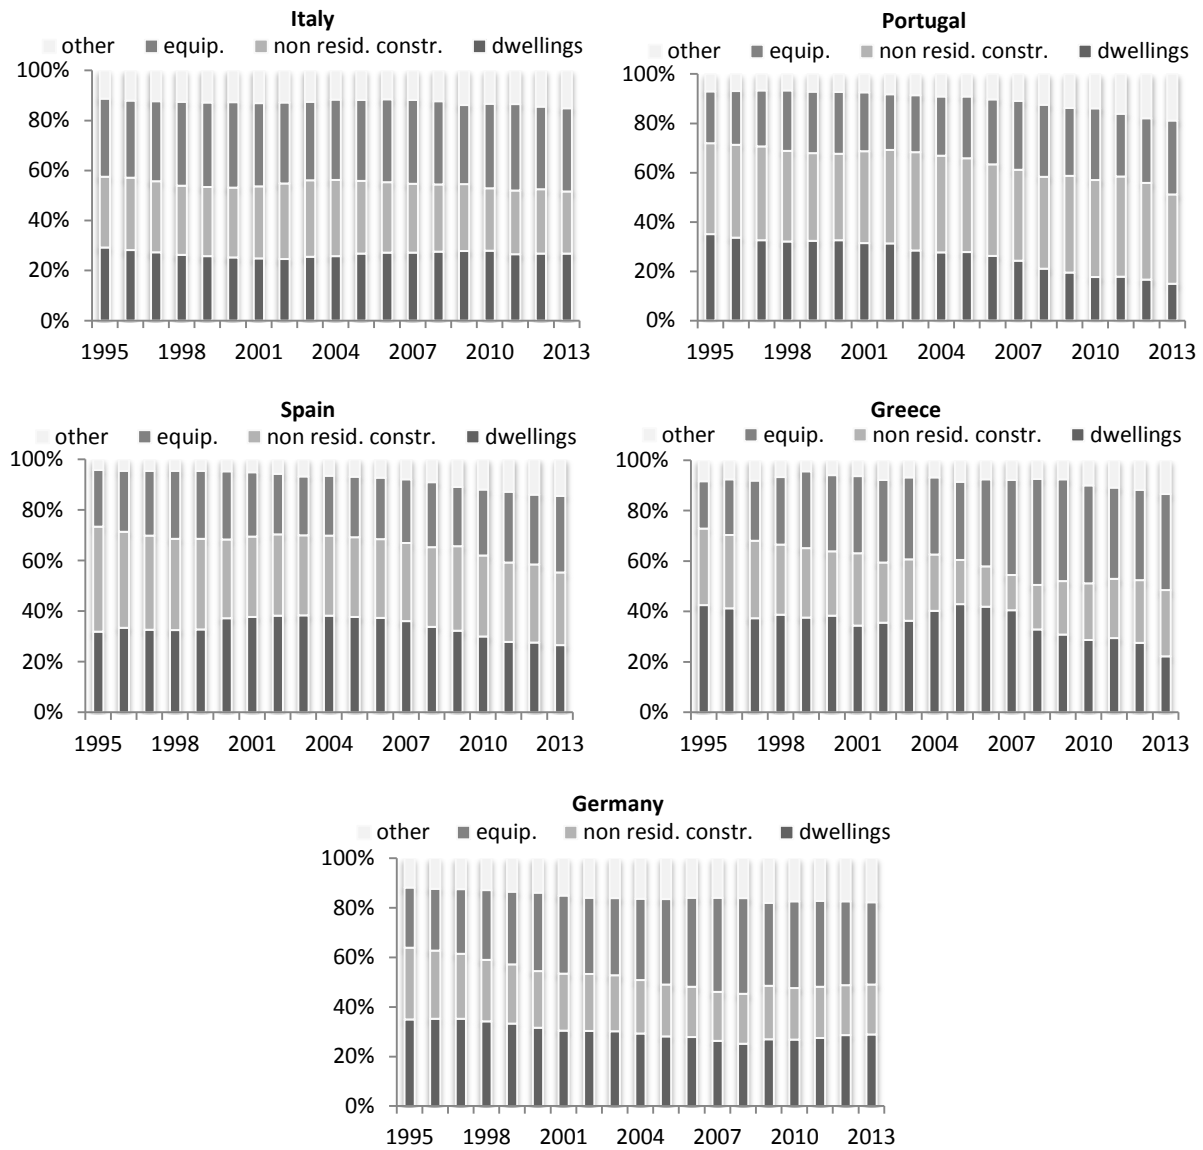 Italy
other equip. non resid. constr. dwellings
100%
80%
60%
40%
20%
0%
1995 1998 2001 2004 2007 2010 2013
Portugal
other equip. non resid. constr. dwellings
100%
80%
60%
40%
20%
0%
1995 1998 2001 2004 2007 2010 2013
Spain
other equip. non resid. constr. dwellings
100%
80%
60%
40%
20%
0%
1995 1998 2001 2004 2007 2010 2013
Greece
other equip. non resid. constr. dwellings
100%
80%
60%
40%
20%
0%
1995 1998 2001 2004 2007 2010 2013
Germany
other equip. non resid. constr. dwellings
100%
80%
60%
40%
20%
0%
1995 1998 2001 2004 2007 2010 2013